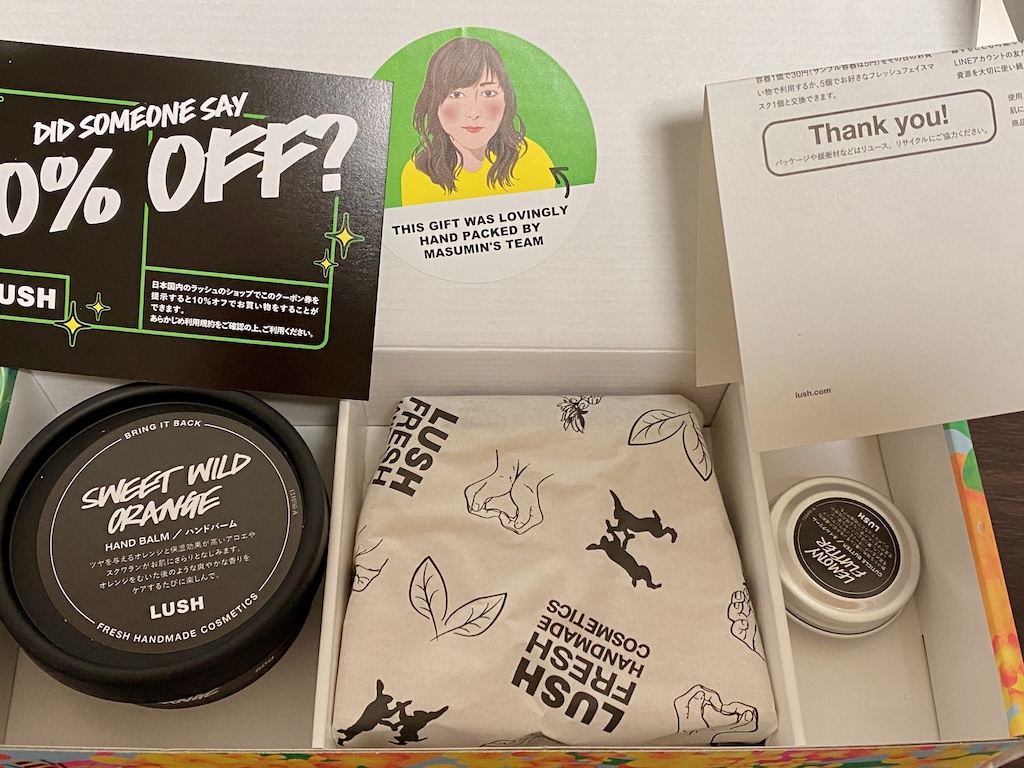 DID SOMEONE SAY
0% OFF?
USH
日本国内のラッシュのショップでこのクーポン券を
提示すると10%オフでお買い物をすることが
できます。
あらかじめ利用規約をご確認の上、ご利用ください。
THIS GIFT WAS LOVINGLY
HAND PACKED BY
MASUMIN'S TEAM
容器1個で30円(サンプル容器は5円)をその日のお買
い物で利用するか、5個でお好きなフレッシュフェイスマ
スク1個と交換できます。
LINEアカウントの友
資源を大切に使い続
Thank you!
パッケージや緩衝材などはリユース、リサイクルにご協力ください。
使用
肌に
商品
lush.com
BRING IT BACK
SWEET WILD
ORANGE
HAND BALM / ハンドバーム
ツヤを与えるオレンジと保湿効果が高いアロエや
スクワランがお肌にさらりとなじみます。
オレンジをむいた後のような爽やかな香りを
ケアするたびに楽しんで。
LUSH
FRESH HANDMADE COSMETICS
LUSH
FRESH
LUSH
FRESH
HANDMADE
COSMETICS
LEMONY
FLUTTER
CUTICLE BUTTER
LUSH